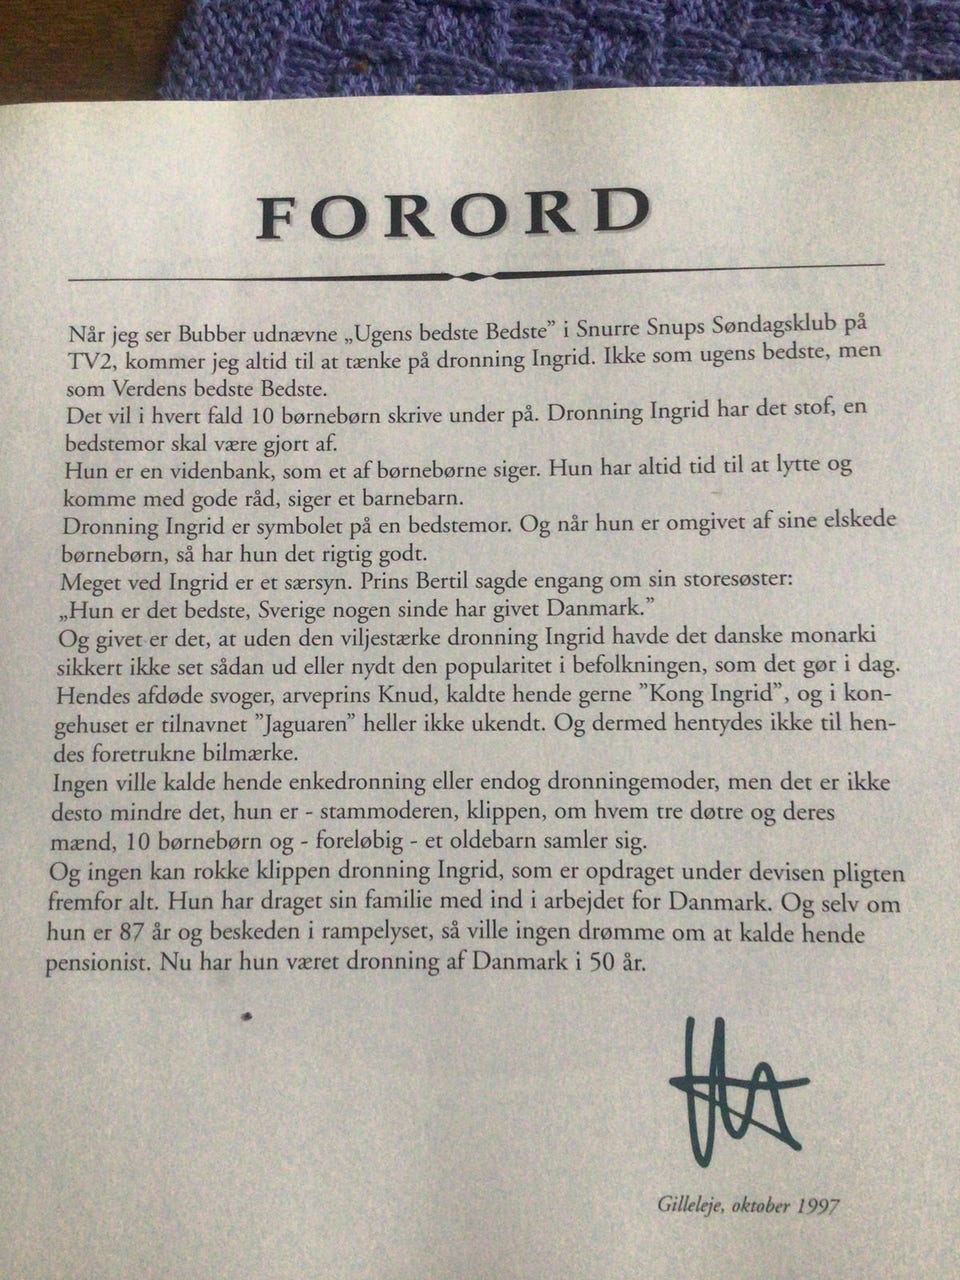 FORORD
Når jeg ser Bubber udnævne „Ugens bedste Bedste” i Snurre Snups Søndagsklub på
TV2, kommer jeg altid til at tænke på dronning Ingrid. Ikke som ugens bedste, men
som Verdens bedste Bedste.
Det vil i hvert fald 10 børnebørn skrive under på. Dronning Ingrid har det stof, en
bedstemor skal være gjort af.
Hun er en videnbank, som et af børnebørne siger. Hun har altid tid til at lytte og
komme med gode råd, siger et barnebarn.
Dronning Ingrid er symbolet på en bedstemor. Og når hun er omgivet af sine elskede
børnebørn, så har hun det rigtig godt.
Meget ved Ingrid er et særsyn. Prins Bertil sagde engang om sin storesøster:
„Hun er det bedste, Sverige nogen sinde har givet Danmark.”
Og givet er det, at uden den viljestærke dronning Ingrid havde det danske monarki
sikkert ikke set sådan ud eller nydt den popularitet i befolkningen, som det gør i dag.
Hendes afdøde svoger, arveprins Knud, kaldte hende gerne ”Kong Ingrid”, og i kon-
gehuset er tilnavnet ”Jaguaren” heller ikke ukendt. Og dermed hentydes ikke til hen-
des foretrukne bilmærke.
Ingen ville kalde hende enkedronning eller endog dronningemoder, men det er ikke
desto mindre det, hun er - stammoderen, klippen, om hvem tre døtre og deres
mænd, 10 børnebørn og - foreløbig - et oldebarn samler sig.
Og ingen kan rokke klippen dronning Ingrid, som er opdraget under devisen pligten
fremfor alt. Hun har draget sin familie med ind i arbejdet for Danmark. Og selv om
hun er 87 år og beskeden i rampelyset, så ville ingen drømme om at kalde hende
pensionist. Nu har hun været dronning af Danmark i 50 år.
Gilleleje, oktober 1997